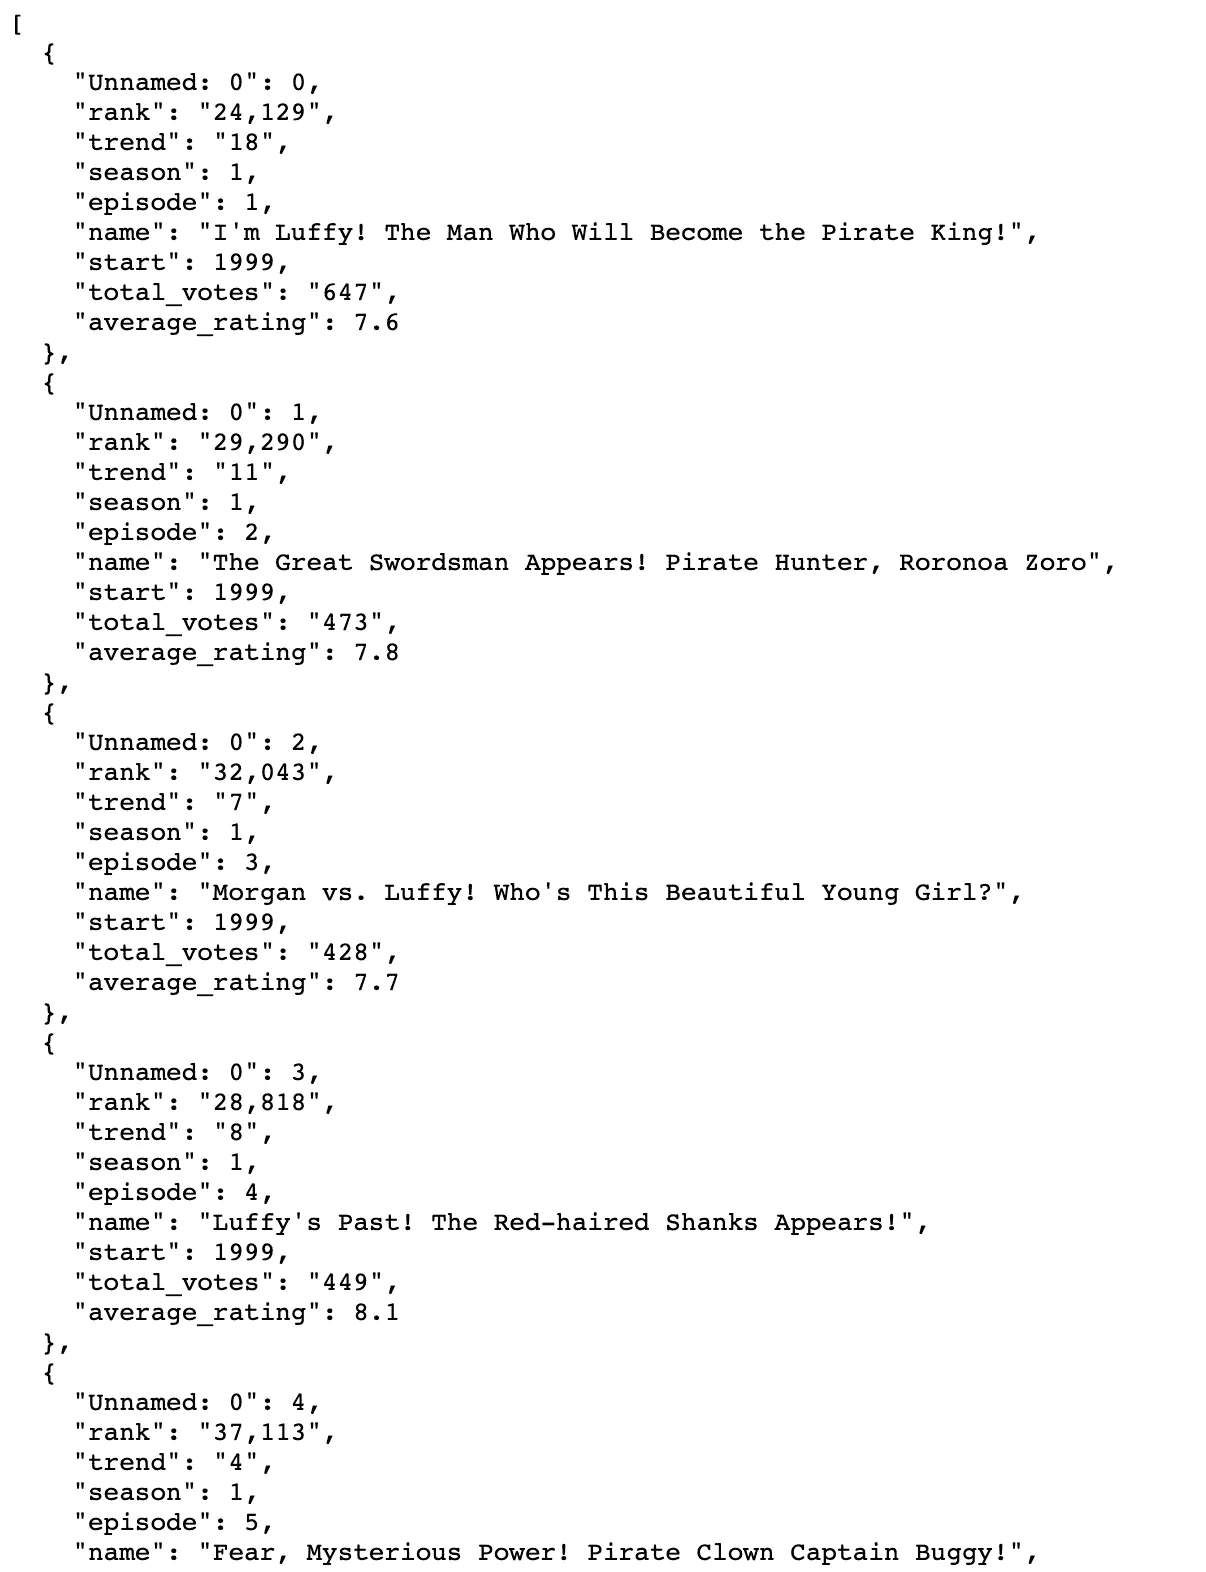 [
  {
    "Unnamed: 0": 0,
    "rank": "24,129",
    "trend": "18",
    "season": 1,
    "episode": 1,
    "name": "I'm Luffy! The Man Who Will Become the Pirate King!",
    "start": 1999,
    "total_votes": "647",
    "average_rating": 7.6
  },
  {
    "Unnamed: 0": 1,
    "rank": "29,290",
    "trend": "11",
    "season": 1,
    "episode": 2,
    "name": "The Great Swordsman Appears! Pirate Hunter, Roronoa Zoro",
    "start": 1999,
    "total_votes": "473",
    "average_rating": 7.8
  },
  {
    "Unnamed: 0": 2,
    "rank": "32,043",
    "trend": "7",
    "season": 1,
    "episode": 3,
    "name": "Morgan vs. Luffy! Who's This Beautiful Young Girl?",
    "start": 1999,
    "total_votes": "428",
    "average_rating": 7.7
  },
  {
    "Unnamed: 0": 3,
    "rank": "28,818",
    "trend": "8",
    "season": 1,
    "episode": 4,
    "name": "Luffy's Past! The Red-haired Shanks Appears!",
    "start": 1999,
    "total_votes": "449",
    "average_rating": 8.1
  },
  {
    "Unnamed: 0": 4,
    "rank": "37,113",
    "trend": "4",
    "season": 1,
    "episode": 5,
    "name": "Fear, Mysterious Power! Pirate Clown Captain Buggy!",